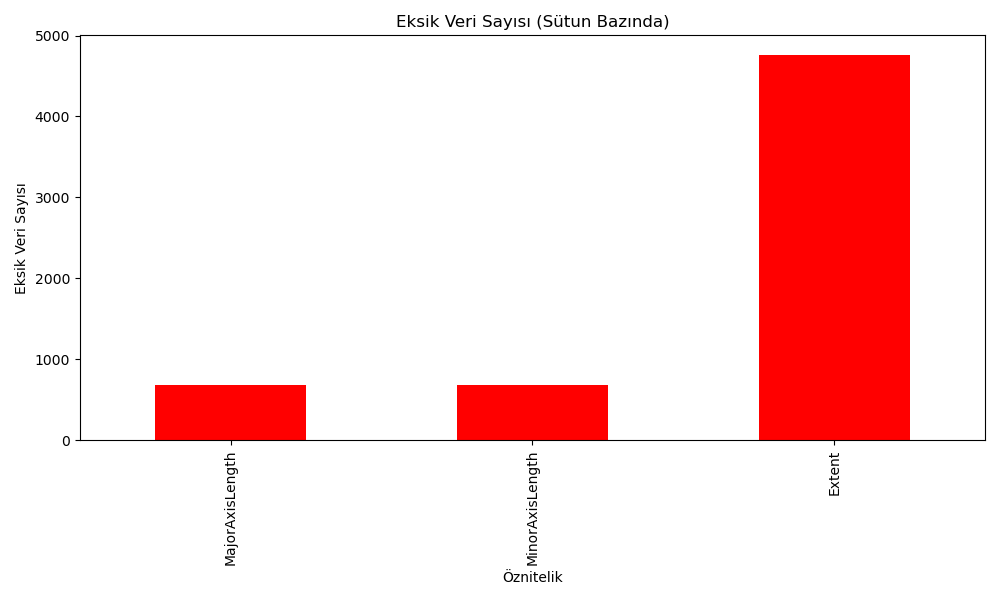 Eksik Veri Sayısı (Sütun Bazında)
Eksik Veri Sayısı
5000
4000
3000
2000
1000
0
MajorAxisLength
MinorAxisLength
Extent
Öznitelik